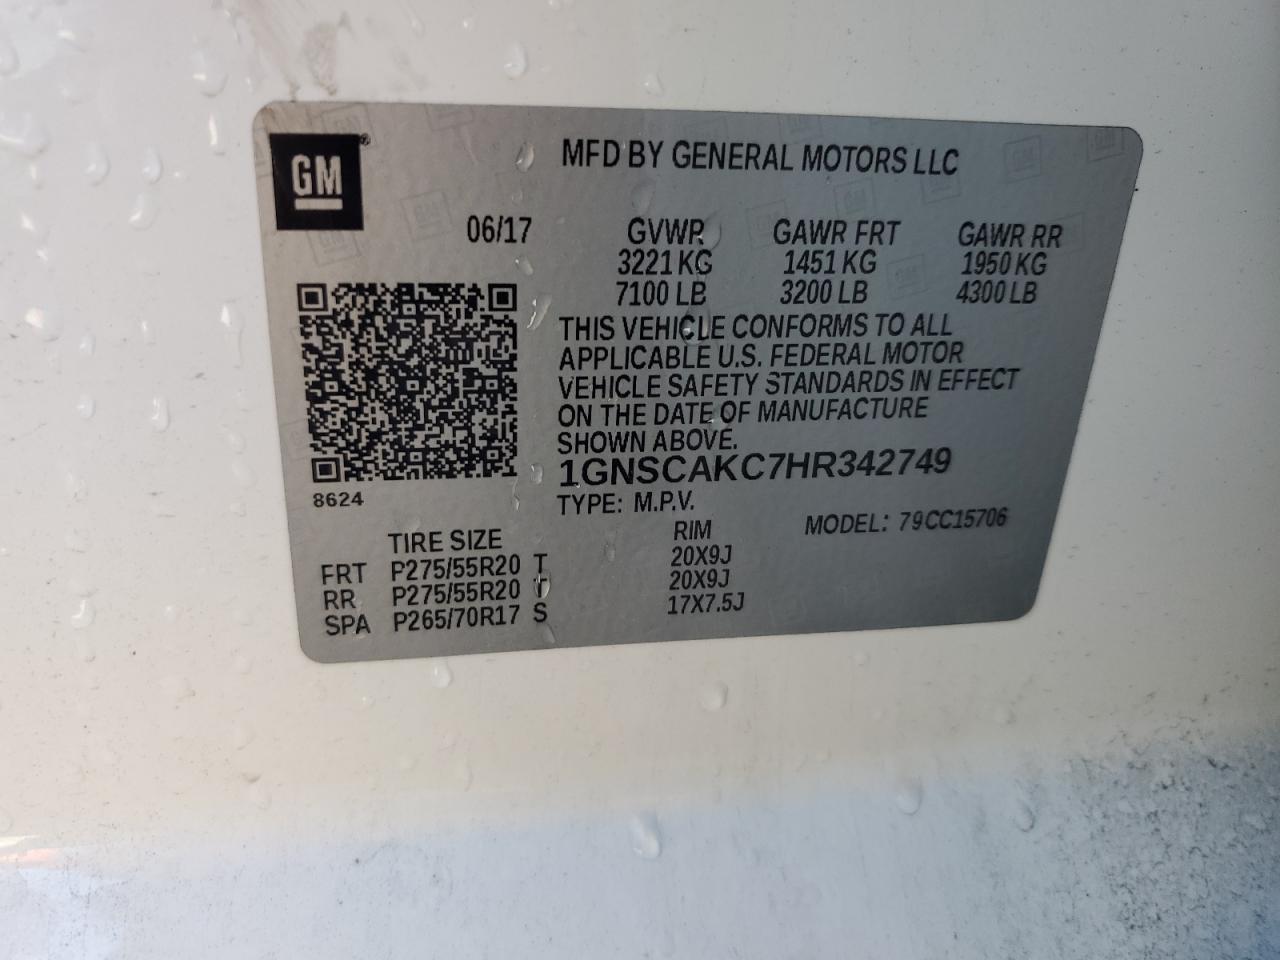 GM ®
MFD BY GENERAL MOTORS LLC
06/17 GVWR GAWR FRT GAWR RR
3221 KG 1451 KG 1950 KG
7100 LB 3200 LB 4300 LB
THIS VEHICLE CONFORMS TO ALL
APPLICABLE U.S. FEDERAL MOTOR
VEHICLE SAFETY STANDARDS IN EFFECT
ON THE DATE OF MANUFACTURE
SHOWN ABOVE.
1GNSCAKC7HR342749
8624
TYPE: M.P.V. MODEL: 79CC15706
TIRE SIZE RIM
FRT P275/55R20 T 20X9J
RR P275/55R20 T 20X9J
SPA P265/70R17 S 17X7.5J